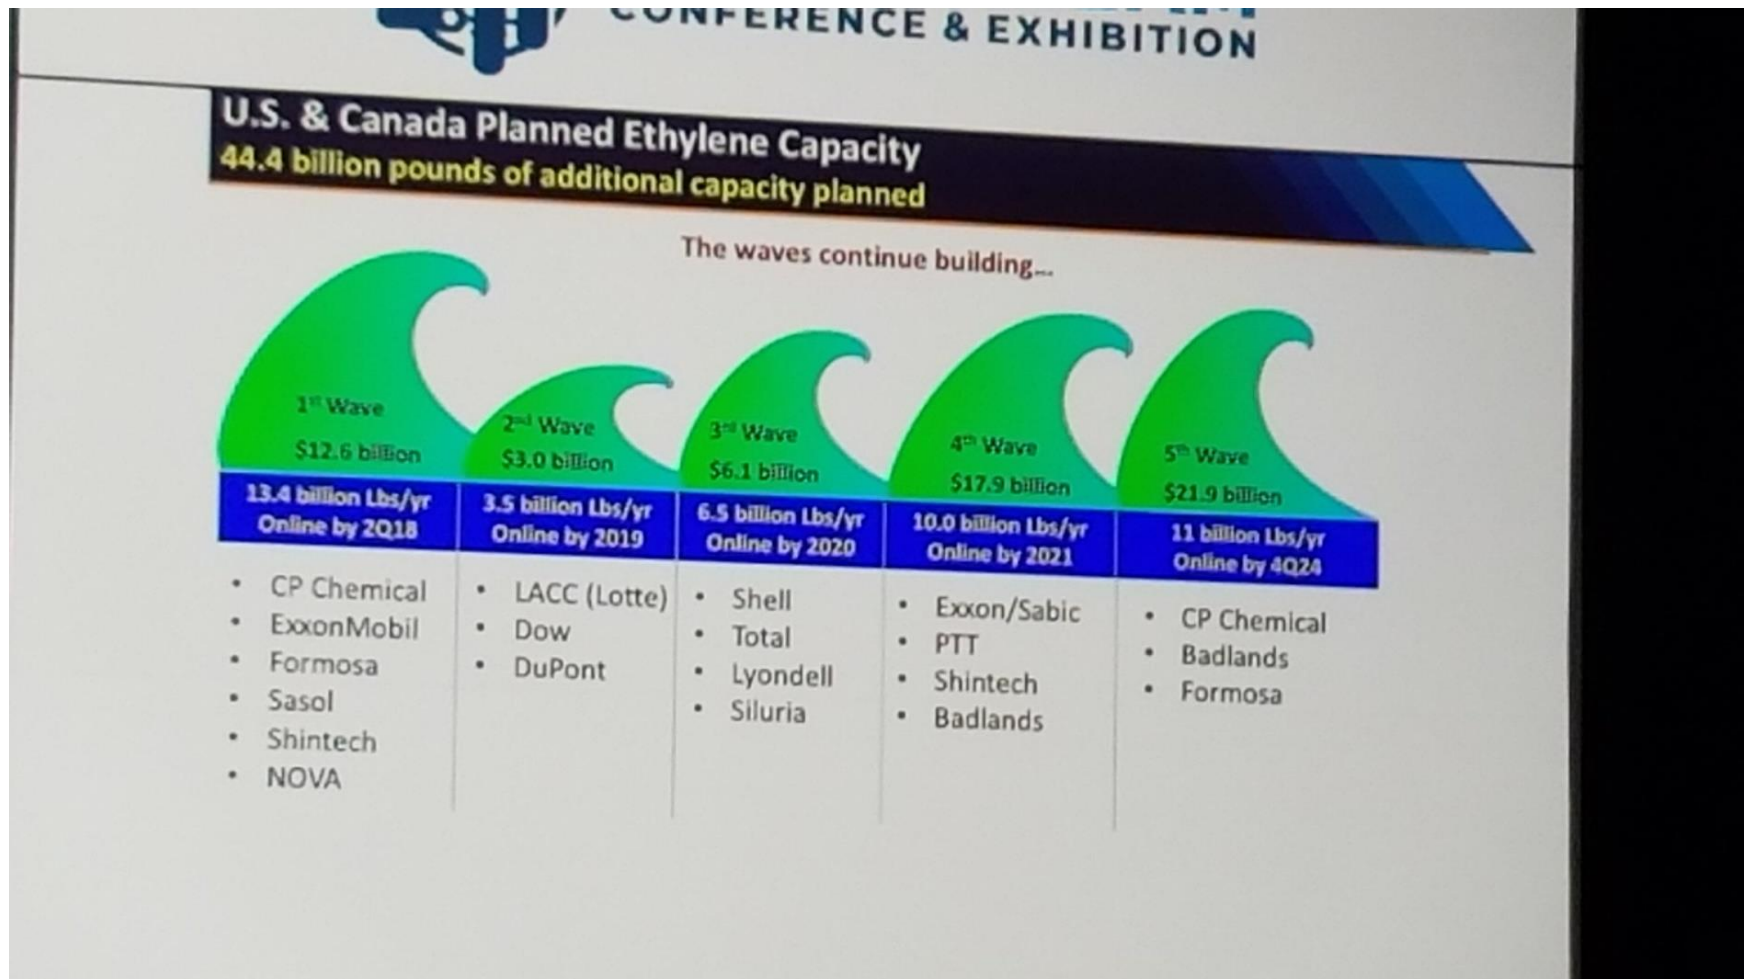 CONFERENCE & EXHIBITION
U.S. & Canada Planned Ethylene Capacity
44.4 billion pounds of additional capacity planned
The waves continue building...
1st Wave
$12.6 billion
13.4 billion Lbs/yr
Online by 2Q18
• CP Chemical
• ExxonMobil
• Formosa
• Sasol
• Shintech
• NOVA
2nd Wave
$3.0 billion
3.5 billion Lbs/yr
Online by 2019
• LACC (Lotte)
• Dow
• DuPont
3rd Wave
$6.1 billion
6.5 billion Lbs/yr
Online by 2020
• Shell
• Total
• Lyondell
• Siluria
4th Wave
$17.9 billion
10.0 billion Lbs/yr
Online by 2021
• Exxon/Sabic
• PTT
• Shintech
• Badlands
5th Wave
$21.9 billion
11 billion Lbs/yr
Online by 4Q24
• CP Chemical
• Badlands
• Formosa